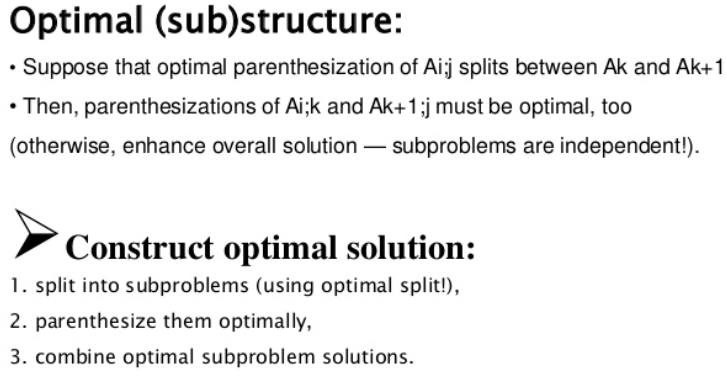 Optimal (sub)structure:
• Suppose that optimal parenthesization of Ai;j splits between Ak and Ak+1
• Then, parenthesizations of Ai;k and Ak+1;j must be optimal, too
(otherwise, enhance overall solution — subproblems are independent!).
Construct optimal solution:
1. split into subproblems (using optimal split!),
2. parenthesize them optimally,
3. combine optimal subproblem solutions.